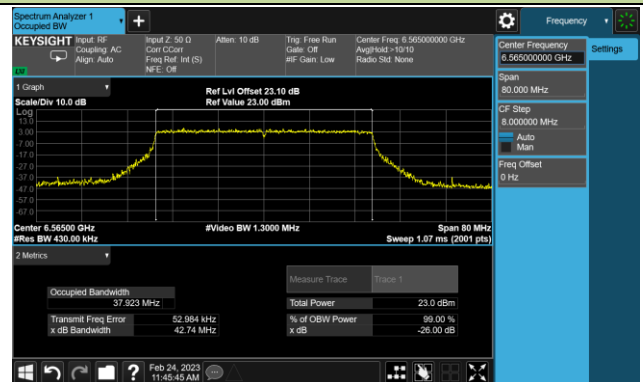 Spectrum Analyzer 1
Occupied BW
Frequency
KEYSIGHT
Input: RF
Coupling: AC
Align: Auto
Input Z: 50 Ω
Corr CCorr
Freq Ref: Int (S)
NFE: Off
Atten: 10 dB
Trig: Free Run
Gate: Off
#IF Gain: Low
Center Freq: 6.565000000 GHz
Avg|Hold:>10/10
Radio Std: None
LW
Center Frequency
6.565000000 GHz
Settings
Span
80.000 MHz
CF Step
8.000000 MHz
Auto
Man
Freq Offset
0 Hz
1 Graph
Scale/Div 10.0 dB
Ref Lvl Offset 23.10 dB
Ref Value 23.00 dBm
Log
13.0
3.00
-7.00
-17.0
-27.0
-37.0
-47.0
-57.0
-67.0
Center 6.56500 GHz
#Res BW 430.00 kHz
#Video BW 1.3000 MHz
Span 80 MHz
Sweep 1.07 ms (2001 pts)
2 Metrics
Measure Trace
Trace 1
Occupied Bandwidth
37.923 MHz
Total Power
23.0 dBm
Transmit Freq Error
52.984 kHz
% of OBW Power
99.00 %
x dB Bandwidth
42.74 MHz
x dB
-26.00 dB
?
Feb 24, 2023
11:45:45 AM